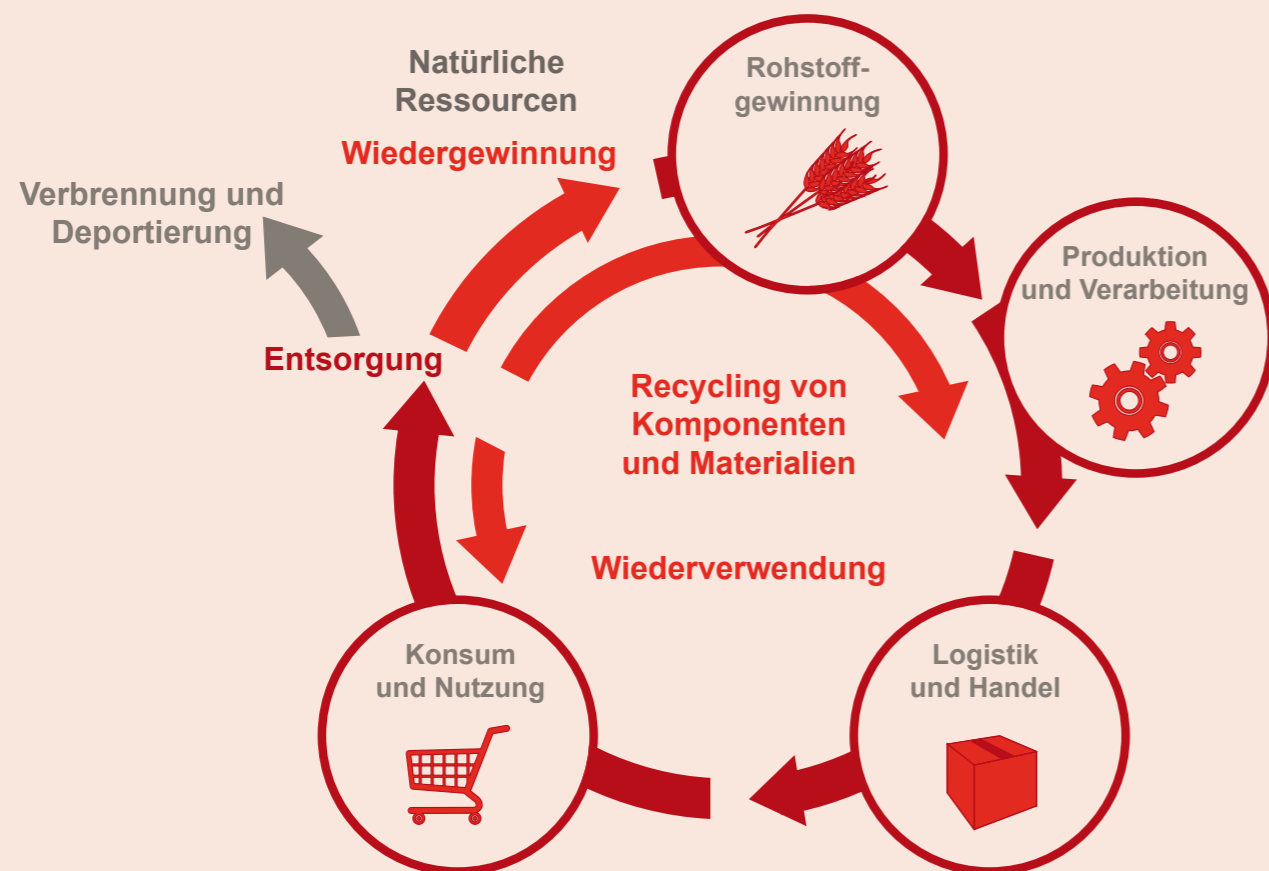 Natürliche
Ressourcen
Wiedergewinnung
Rohstoff-
gewinnung
Verbrennung und
Deportierung
Produktion
und Verarbeitung
Entsorgung
Recycling von
Komponenten
und Materialien
Wiederverwendung
Konsum
und Nutzung
Logistik
und Handel